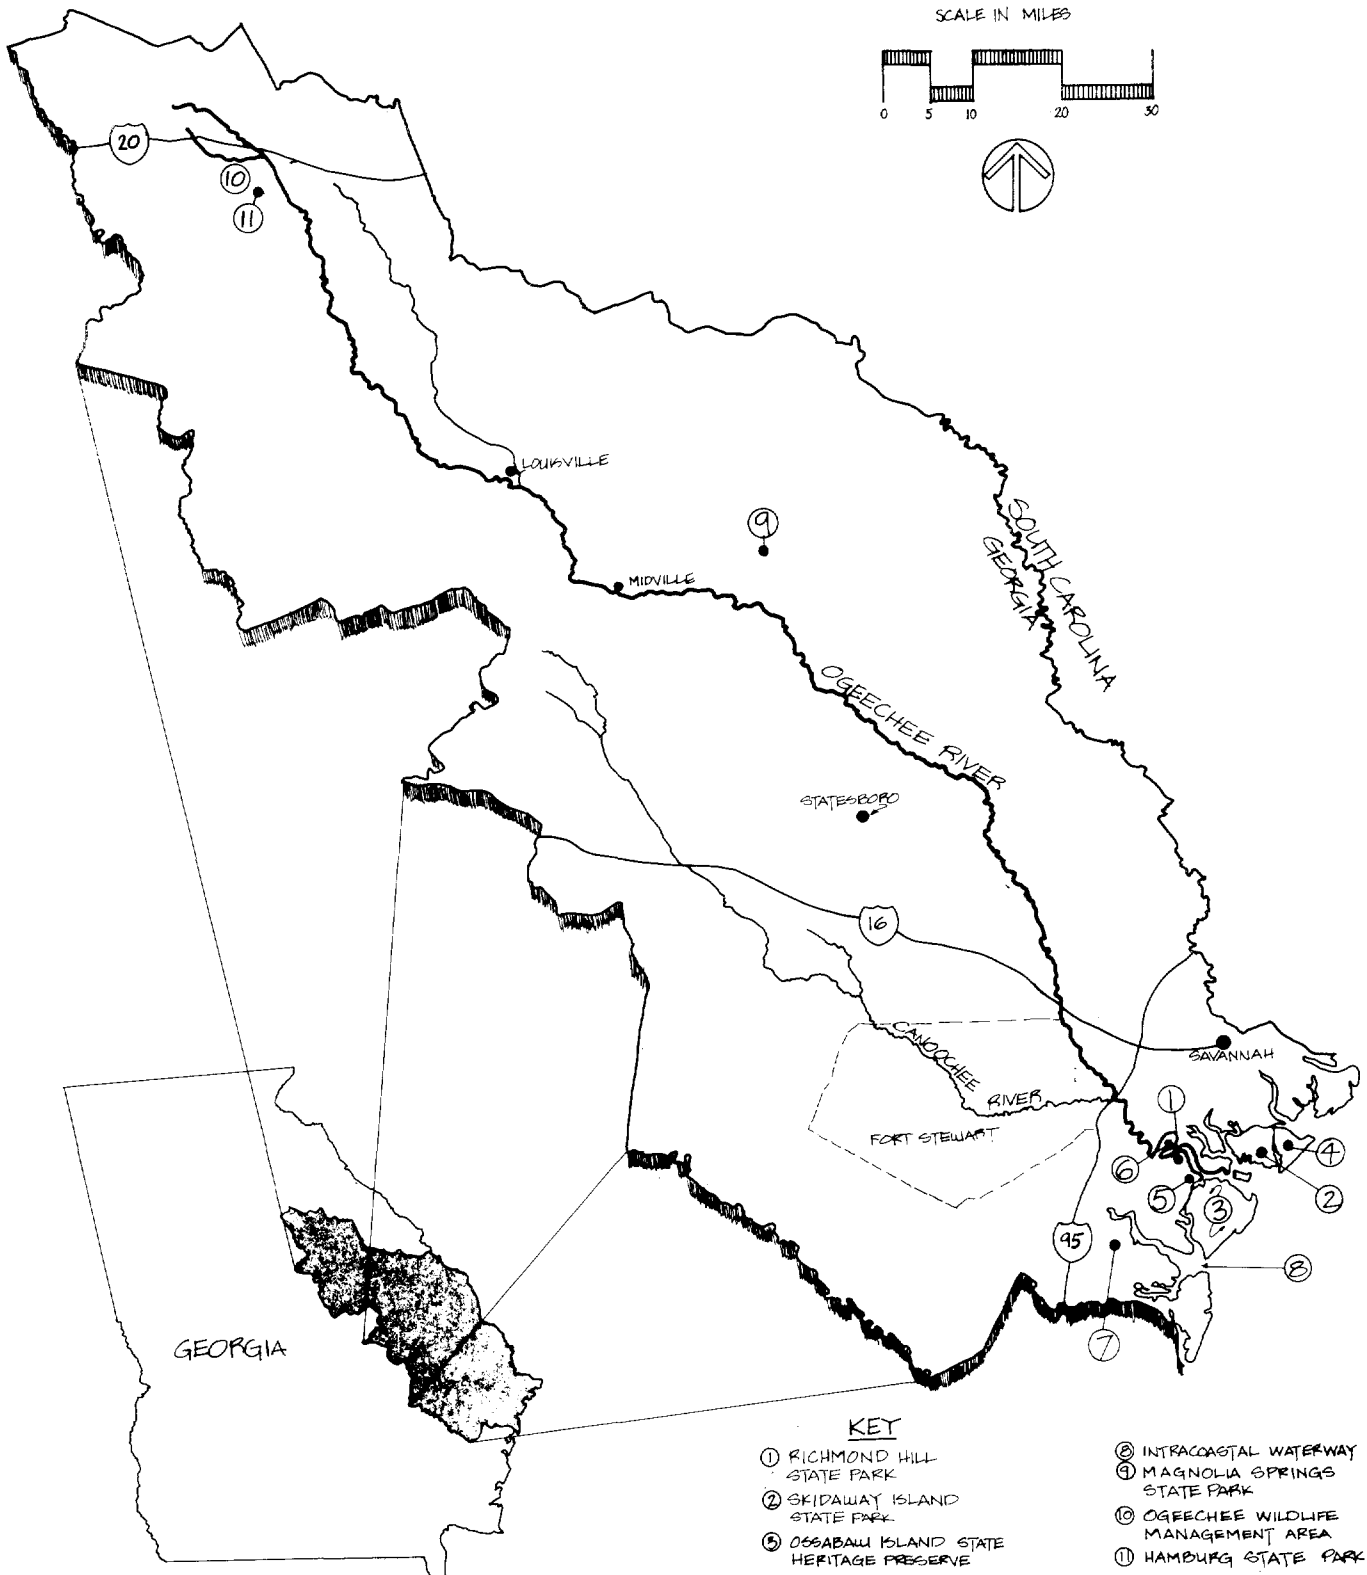 SCALE IN MILES
0 5 10 20 30
20
10
11
LOUISVILLE
9
MIDVILLE
SOUTH CAROLINA
GEORGIA
OGEECHEE RIVER
STATESBORO
16
CANOOCHEE
RIVER
SAVANNAH
FORT STEWART
1
4
6
5
2
3
95
8
7
GEORGIA
KEY
1 RICHMOND HILL
STATE PARK
2 SKIDAWAY ISLAND
STATE PARK
3 OSSABAW ISLAND STATE
HERITAGE PRESERVE
8 INTRACOASTAL WATERWAY
9 MAGNOLIA SPRINGS
STATE PARK
10 OGEECHEE WILDLIFE
MANAGEMENT AREA
11 HAMBURG STATE PARK